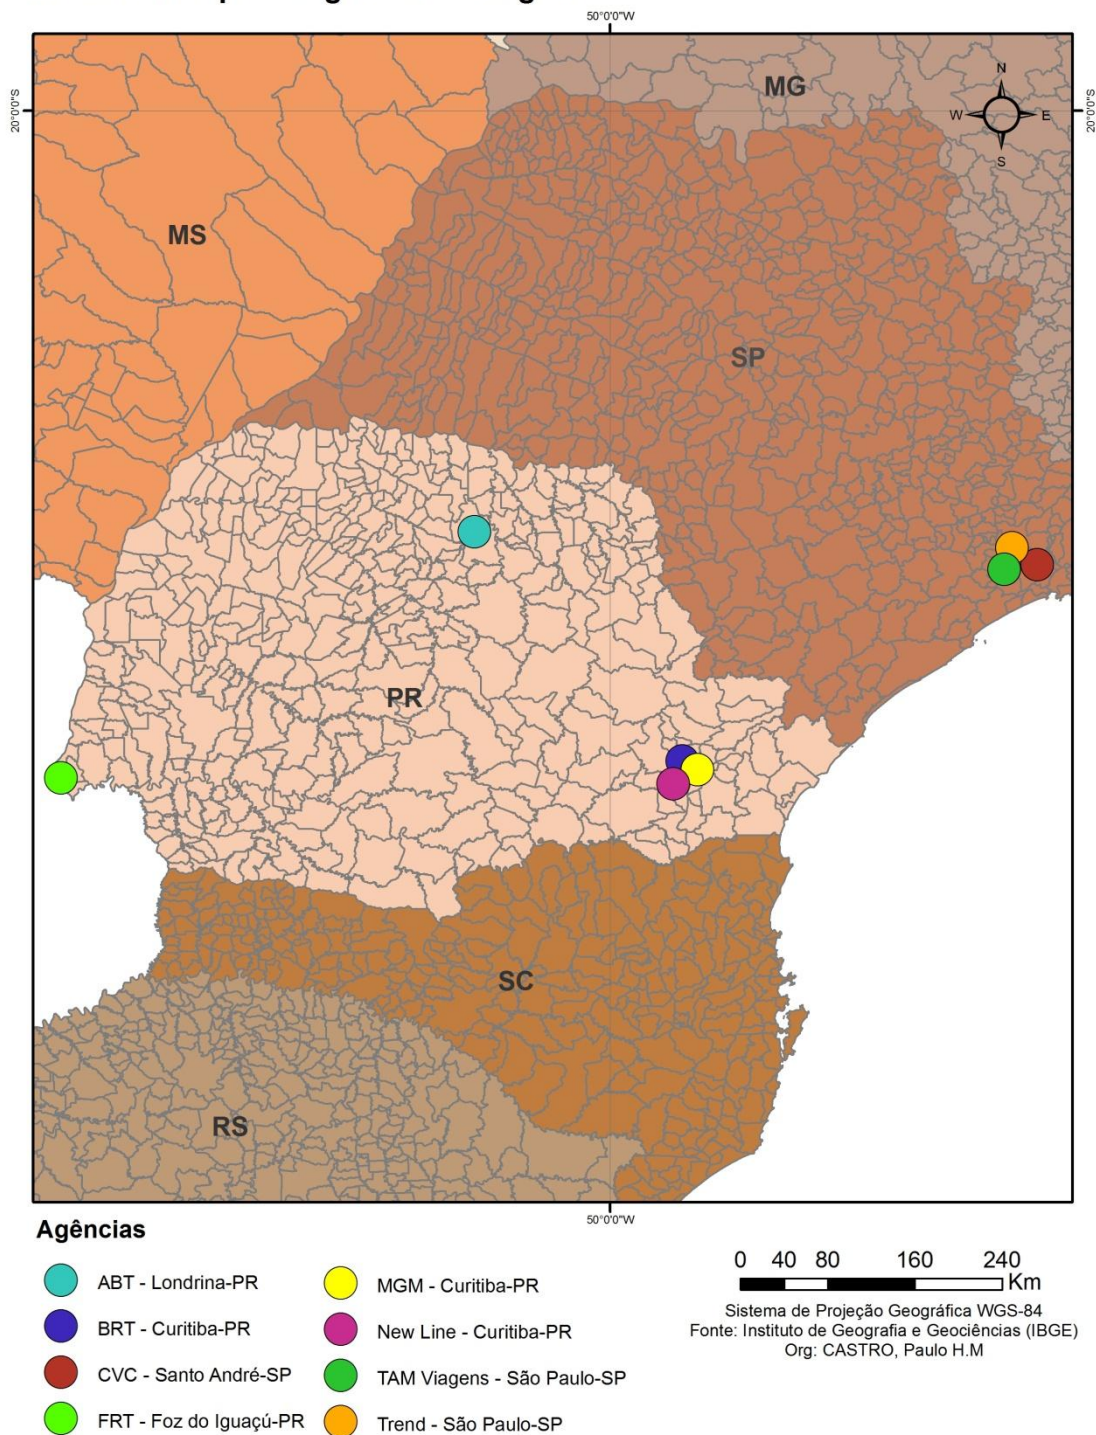 50°0'0"W
MG
N
W E
S
20°0'0"S
20°0'0"S
MS
SP
PR
SC
RS
50°0'0"W
Agências
ABT - Londrina-PR
BRT - Curitiba-PR
CVC - Santo André-SP
FRT - Foz do Iguaçú-PR
MGM - Curitiba-PR
New Line - Curitiba-PR
TAM Viagens - São Paulo-SP
Trend - São Paulo-SP
0 40 80 160 240
Km
Sistema de Projeção Geográfica WGS-84
Fonte: Instituto de Geografia e Geociências (IBGE)
Org: CASTRO, Paulo H.M